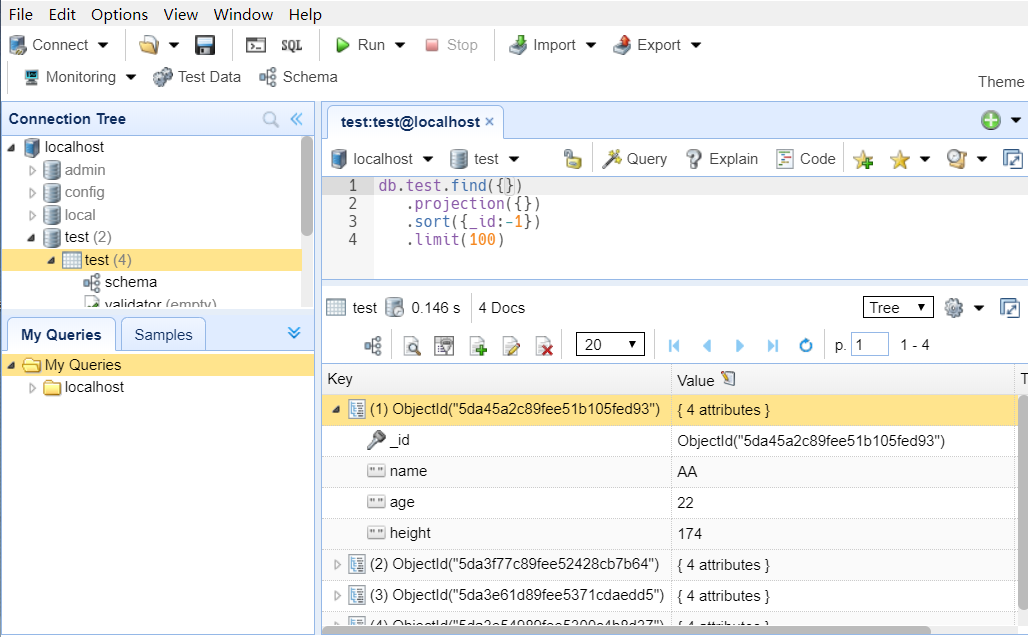 File Edit Options View Window Help
Connect SQL Run Stop Import Export
Monitoring Test Data Schema
Theme
Connection Tree
localhost
admin
config
local
test (2)
test (4)
schema
validator (empty)
My Queries Samples
My Queries
localhost
test:test@localhost ×
localhost test Query Explain Code
1 db.test.find({})
2 .projection({})
3 .sort({_id:-1})
4 .limit(100)
test 0.146 s 4 Docs Tree
20 p. 1 1 - 4
Key Value T
(1) ObjectId("5da45a2c89fee51b105fed93") { 4 attributes }
_id ObjectId("5da45a2c89fee51b105fed93")
name AA
age 22
height 174
(2) ObjectId("5da3f77c89fee52428cb7b64") { 4 attributes }
(3) ObjectId("5da3e61d89fee5371cdaedd5") { 4 attributes }
(4) { 4 attributes }